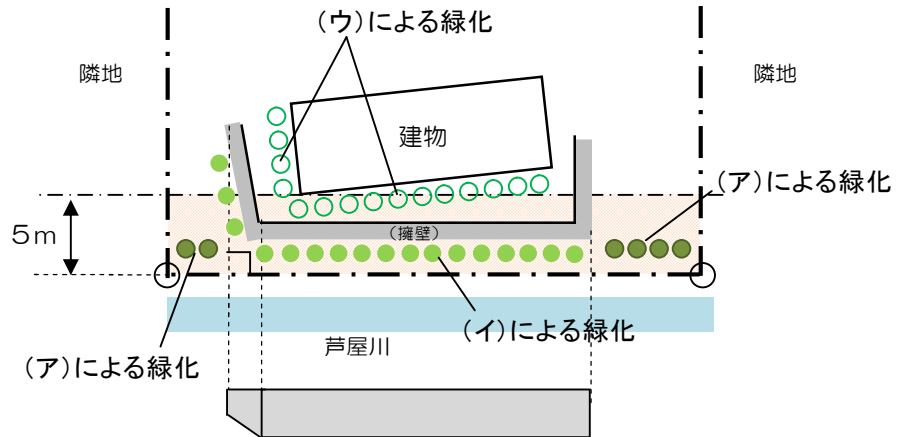 （ウ）による緑化
隣地
隣地
建物
（ア）による緑化
5m
（擁壁）
（イ）による緑化
芦屋川
（ア）による緑化